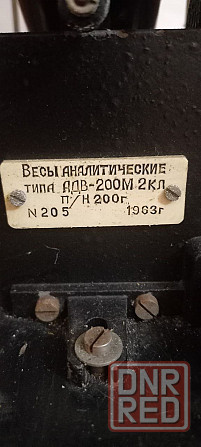 ВЕСЫ АНАЛИТИЧЕСКИЕ
ТИПА АДВ-200М 2КЛ
П/Н 200г
N 205 1963г
DNR
RED